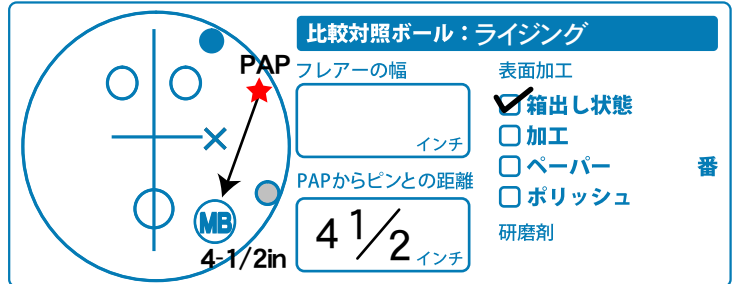 比較対照ボール：ライジング
PAP
フレアーの幅
インチ
PAPからピンとの距離
4 1/2 インチ
MB
4-1/2in
表面加工
箱出し状態
加工
ペーパー 番
ポリッシュ
研磨剤